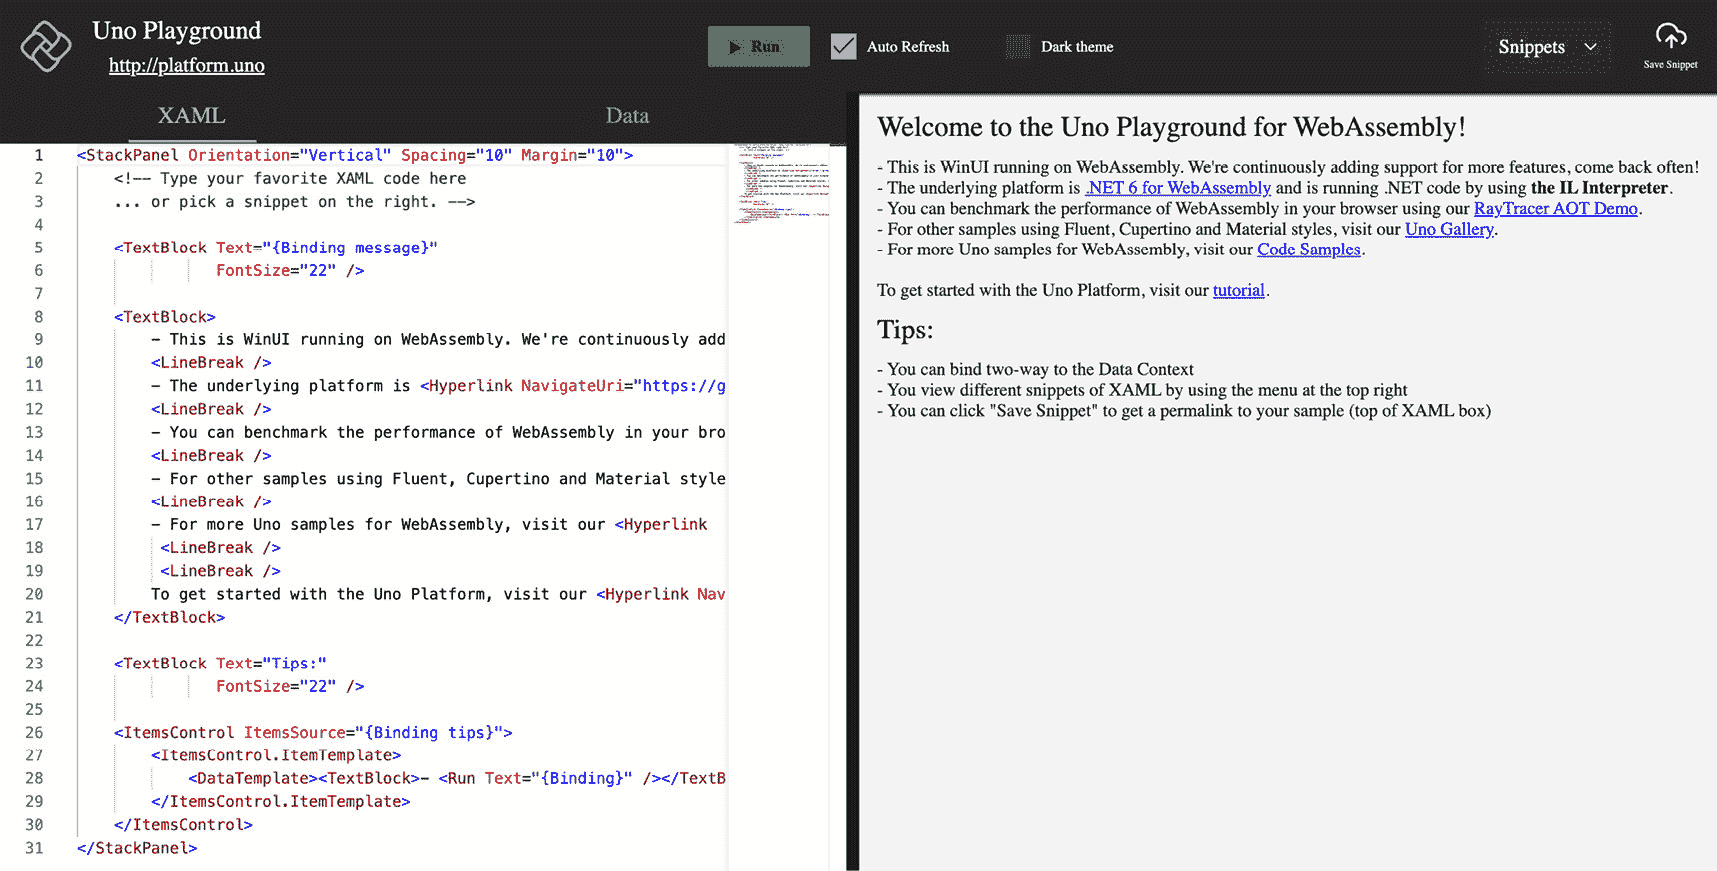 Uno Playground
http://platform.uno
Run
Auto Refresh
Dark theme
Snippets
Save Snippet
XAML
Data
1 <StackPanel Orientation="Vertical" Spacing="10" Margin="10">
2 <!-- Type your favorite XAML code here
3 ... or pick a snippet on the right. -->
4
5 <TextBlock Text="{Binding message}"
6 FontSize="22" />
7
8 <TextBlock>
9 - This is WinUI running on WebAssembly. We're continuously add
10 <LineBreak />
11 - The underlying platform is <Hyperlink NavigateUri="https://g
12 <LineBreak />
13 - You can benchmark the performance of WebAssembly in your bro
14 <LineBreak />
15 - For other samples using Fluent, Cupertino and Material style
16 <LineBreak />
17 - For more Uno samples for WebAssembly, visit our <Hyperlink
18 <LineBreak />
19 <LineBreak />
20 To get started with the Uno Platform, visit our <Hyperlink Nav
21 </TextBlock>
22
23 <TextBlock Text="Tips:"
24 FontSize="22" />
25
26 <ItemsControl ItemsSource="{Binding tips}">
27 <ItemsControl.ItemTemplate>
28 <DataTemplate><TextBlock>- <Run Text="{Binding}" /></TextB
29 </ItemsControl.ItemTemplate>
30 </ItemsControl>
31 </StackPanel>
Welcome to the Uno Playground for WebAssembly!
- This is WinUI running on WebAssembly. We're continuously adding support for more features, come back often!
- The underlying platform is .NET 6 for WebAssembly and is running .NET code by using the IL Interpreter.
- You can benchmark the performance of WebAssembly in your browser using our RayTracer AOT Demo.
- For other samples using Fluent, Cupertino and Material styles, visit our Uno Gallery.
- For more Uno samples for WebAssembly, visit our Code Samples.
To get started with the Uno Platform, visit our tutorial.
Tips:
- You can bind two-way to the Data Context
- You view different snippets of XAML by using the menu at the top right
- You can click "Save Snippet" to get a permalink to your sample (top of XAML box)